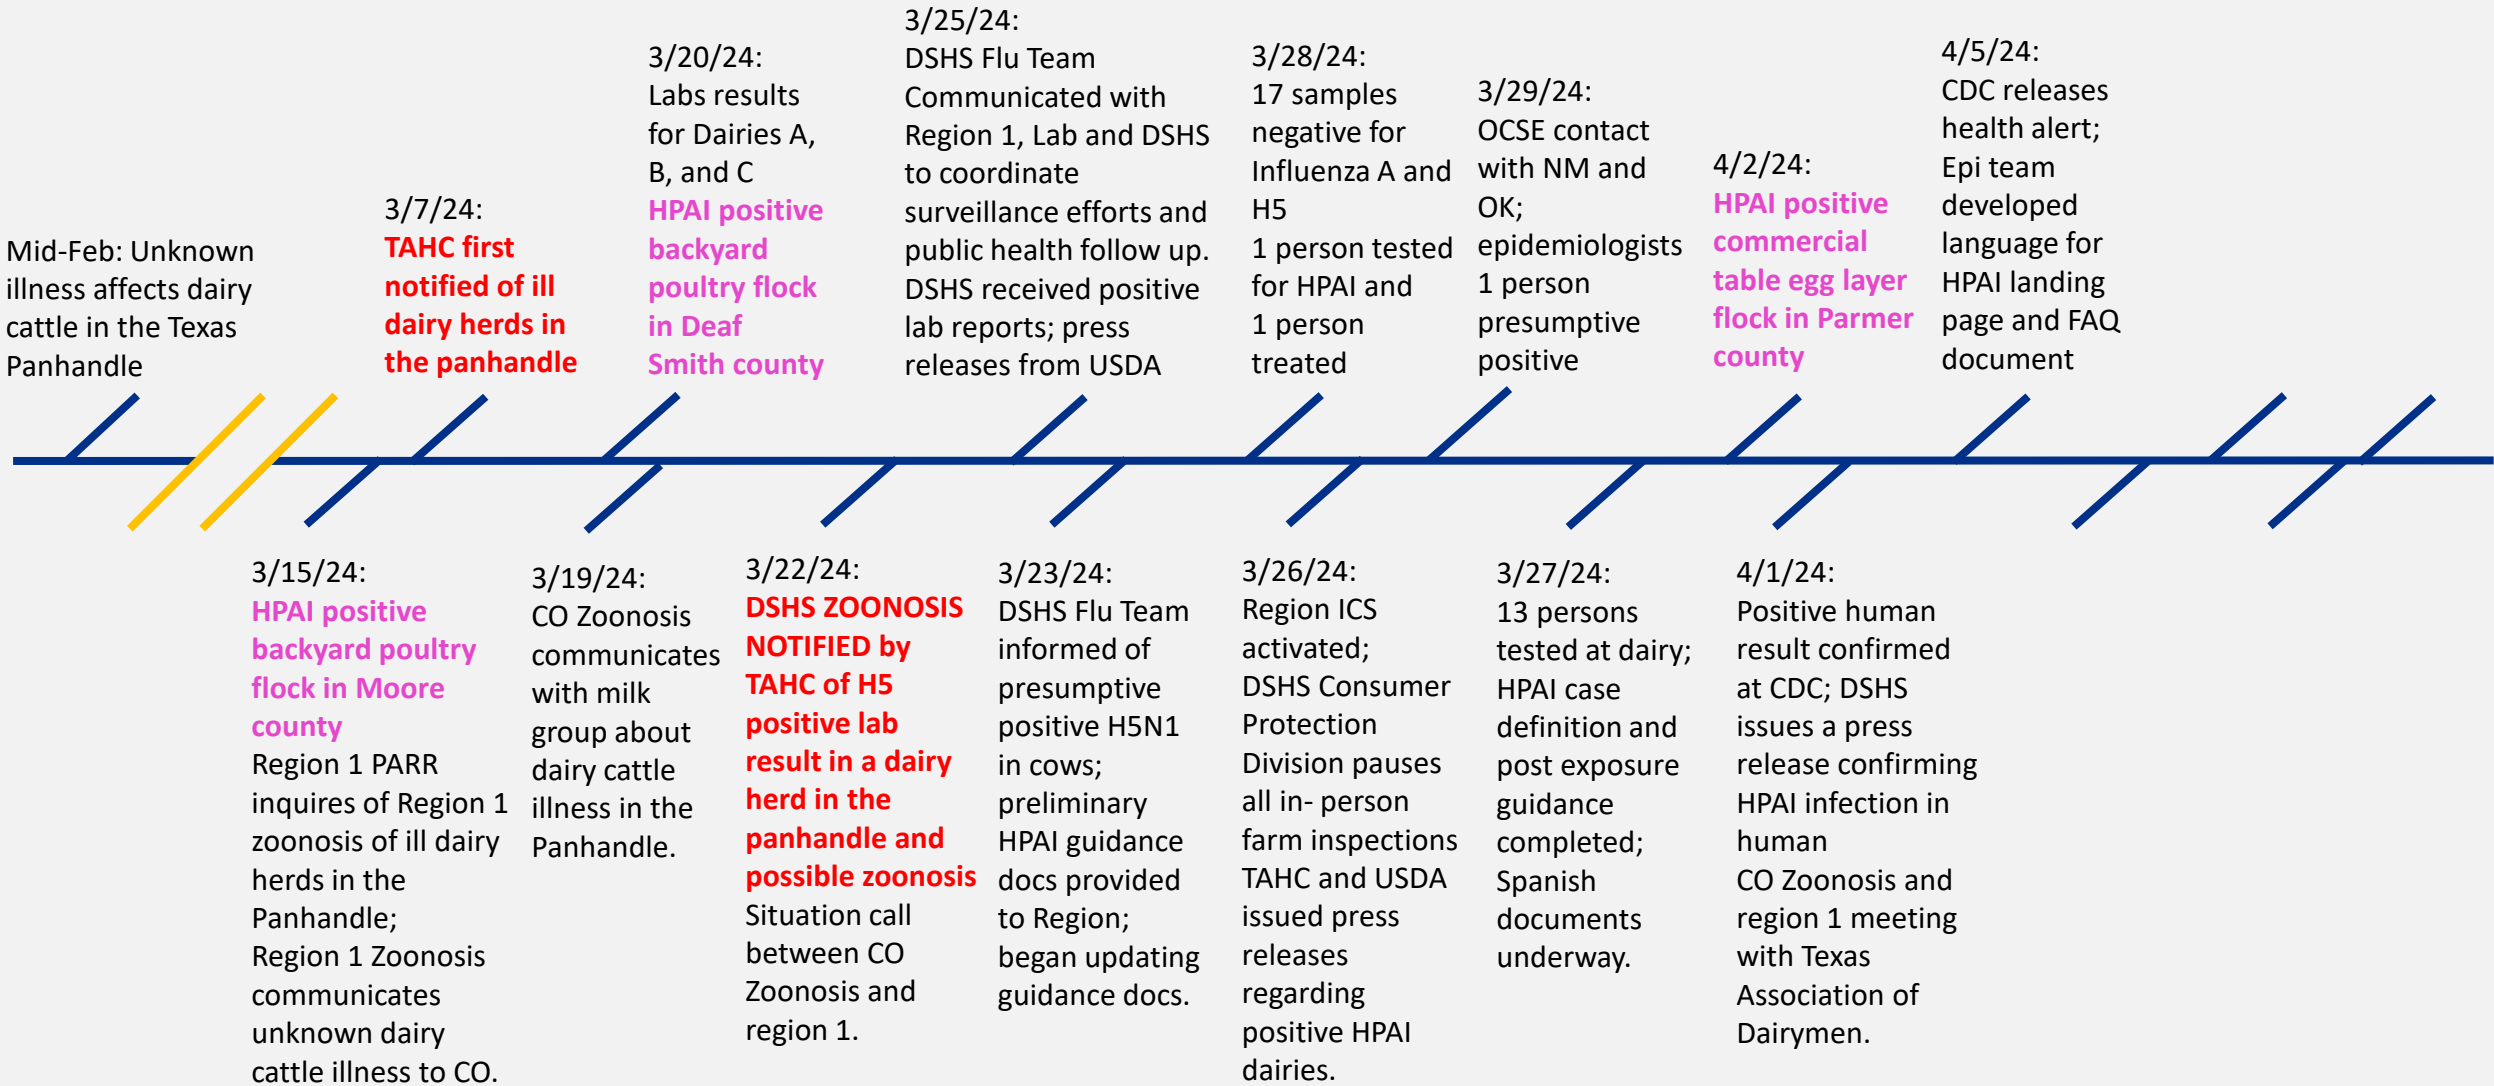 Mid-Feb: Unknown
illness affects dairy
cattle in the Texas
Panhandle
3/7/24:
TAHC first
notified of ill
dairy herds in
the panhandle
3/20/24:
Labs results
for Dairies A,
B, and C
HPAI positive
backyard
poultry flock
in Deaf
Smith county
3/25/24:
DSHS Flu Team
Communicated with
Region 1, Lab and DSHS
to coordinate
surveillance efforts and
public health follow up.
DSHS received positive
lab reports; press
releases from USDA
3/28/24:
17 samples
negative for
Influenza A and
H5
1 person tested
for HPAI and
1 person
treated
3/29/24:
OCSE contact
with NM and
OK;
epidemiologists
1 person
presumptive
positive
4/2/24:
HPAI positive
commercial
table egg layer
flock in Parmer
county
4/5/24:
CDC releases
health alert;
Epi team
developed
language for
HPAI landing
page and FAQ
document
3/15/24:
HPAI positive
backyard poultry
flock in Moore
county
Region 1 PARR
inquires of Region 1
zoonosis of ill dairy
herds in the
Panhandle;
Region 1 Zoonosis
communicates
unknown dairy
cattle illness to CO.
3/19/24:
CO Zoonosis
communicates
with milk
group about
dairy cattle
illness in the
Panhandle.
3/22/24:
DSHS ZOONOSIS
NOTIFIED by
TAHC of H5
positive lab
result in a dairy
herd in the
panhandle and
possible zoonosis
Situation call
between CO
Zoonosis and
region 1.
3/23/24:
DSHS Flu Team
informed of
presumptive
positive H5N1
in cows;
preliminary
HPAI guidance
docs provided
to Region;
began updating
guidance docs.
3/26/24:
Region ICS
activated;
DSHS Consumer
Protection
Division pauses
all in- person
farm inspections
TAHC and USDA
issued press
releases
regarding
positive HPAI
dairies.
3/27/24:
13 persons
tested at dairy;
HPAI case
definition and
post exposure
guidance
completed;
Spanish
documents
underway.
4/1/24:
Positive human
result confirmed
at CDC; DSHS
issues a press
release confirming
HPAI infection in
human
CO Zoonosis and
region 1 meeting
with Texas
Association of
Dairymen.